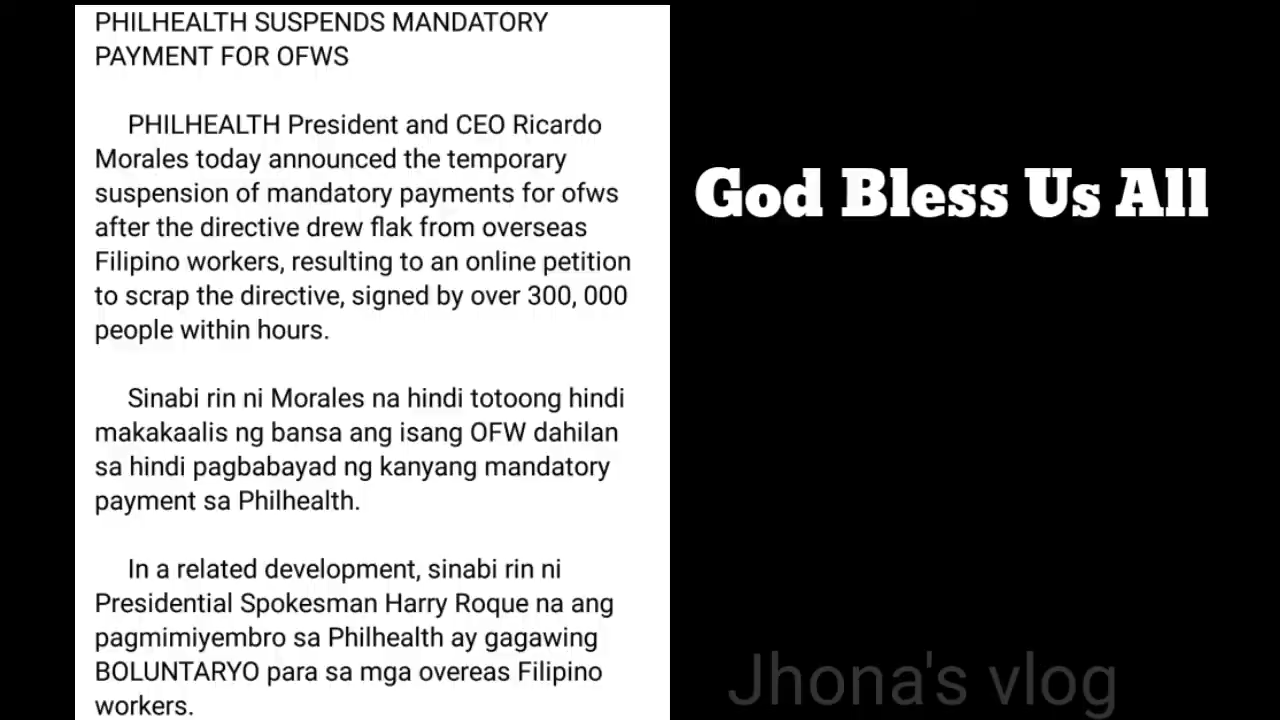 PHILHEALTH SUSPENDS MANDATORY
PAYMENT FOR OFWS
PHILHEALTH President and CEO Ricardo
Morales today announced the temporary
suspension of mandatory payments for ofws
after the directive drew flak from overseas
Filipino workers, resulting to an online petition
to scrap the directive, signed by over 300, 000
people within hours.
Sinabi rin ni Morales na hindi totoong hindi
makakaalis ng bansa ang isang OFW dahilan
sa hindi pagbabayad ng kanyang mandatory
payment sa Philhealth.
In a related development, sinabi rin ni
Presidential Spokesman Harry Roque na ang
pagmimiyembro sa Philhealth ay gagawing
BOLUNTARYO para sa mga overeas Filipino
workers.
God Bless Us All
Jhona's vlog